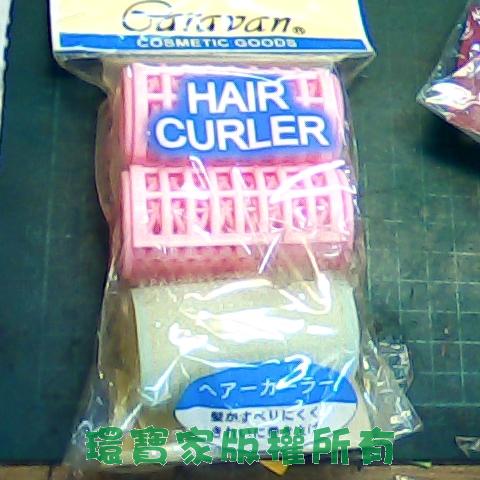 Caravan®
COSMETIC GOODS
HAIR
CURLER
ヘアーカーラー
髪がすべりにくく
環寶家版權所有